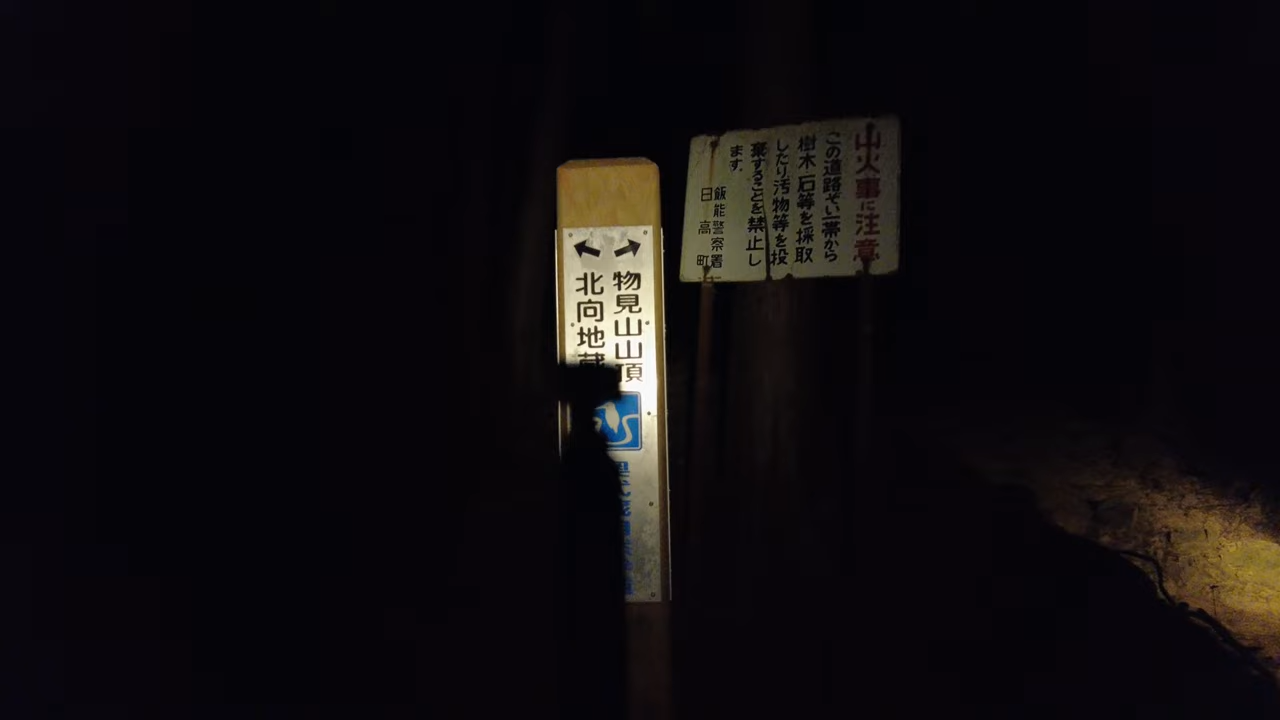 物見山山頂
北向地蔵
山火事に注意
この道路ぞい一帯から
樹木・石等を採取
したり汚物等を投
棄することを禁止し
ます。
飯能警察署
日高町